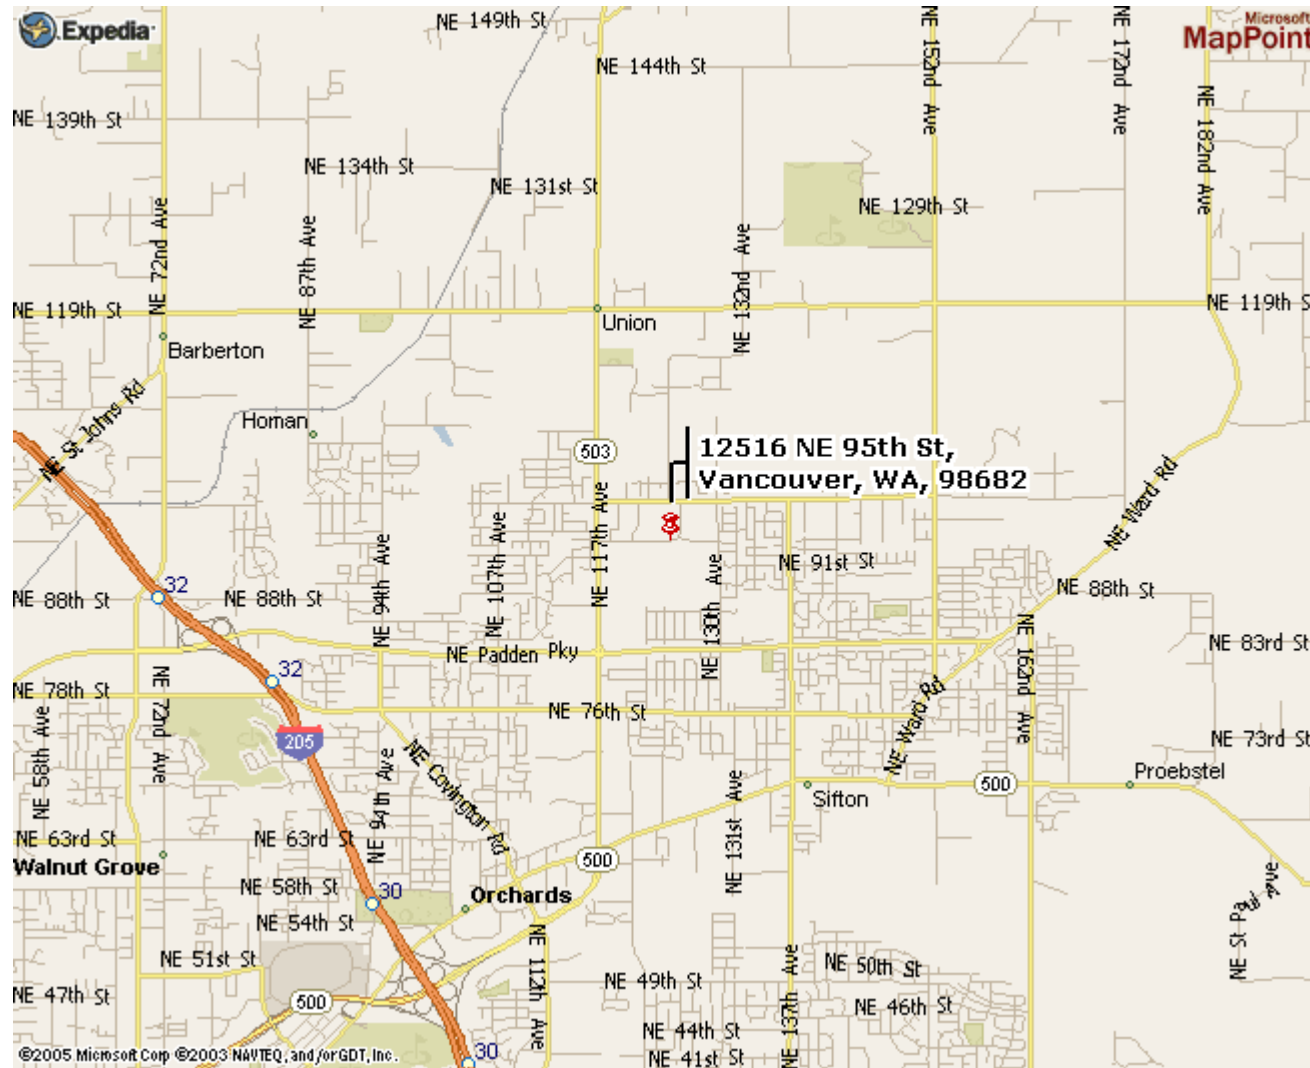 Expedia
Microsoft
MapPoint
NE 149th St
NE 144th St
NE 152nd Ave
NE 172nd Ave
NE 182nd Ave
NE 139th St
NE 134th St
NE 131st St
NE 129th St
NE 72nd Ave
NE 87th Ave
NE 132nd Ave
NE 119th St
NE 119th S
Union
Barberton
NE St Johns Rd
Homan
503
12516 NE 95th St,
Vancouver, WA, 98682
NE Ward Rd
NE 94th Ave
NE 107th Ave
NE 117th Ave
NE 130th Ave
NE 91st St
32
NE 88th St
NE 88th St
NE 88th St
NE 162nd Ave
NE 83rd St
NE Padden Pky
32
NE 78th St
NE 72nd Ave
NE 76th St
NE Ward Rd
205
NE 58th Ave
NE 94th Ave
NE Covington Rd
NE 73rd St
NE 131st Ave
Proebstel
500
Sifton
NE 63rd St
NE 63rd St
500
Walnut Grove
NE 58th St
30
Orchards
NE 54th St
NE 51st St
NE 112th Ave
NE 137th Ave
NE 50th St
NE St Pa
Ave
NE 49th St
NE 47th St
500
NE 46th St
NE 44th St
NE 41st St
30
©2005 Microsoft Corp ©2003 NAVTEQ, and/or GDT, Inc.